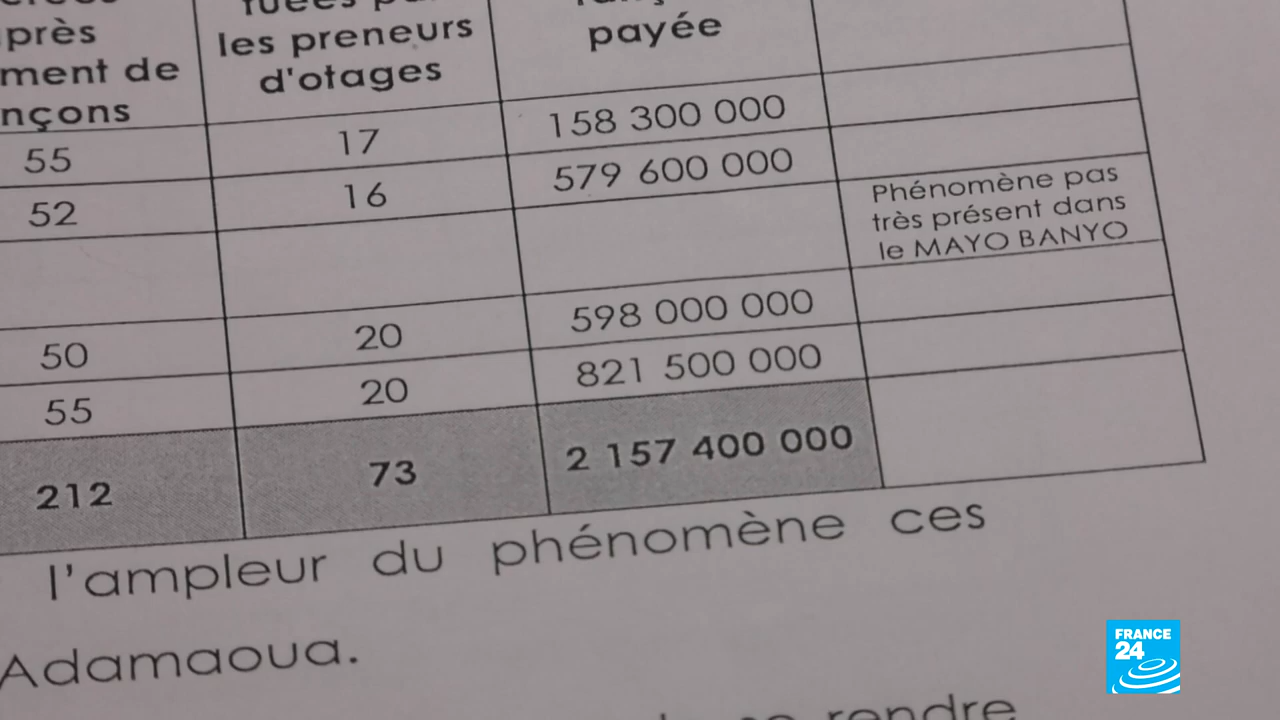 près
les preneurs
payée
ment de
d'otages
nçons
55 17 158 300 000
52 16 579 600 000
Phénomène pas
très présent dans
le MAYO BANYO
50 20 598 000 000
55 20 821 500 000
212 73 2 157 400 000
l'ampleur du phénomène ces
Adamaoua.
rendre
FRANCE
24